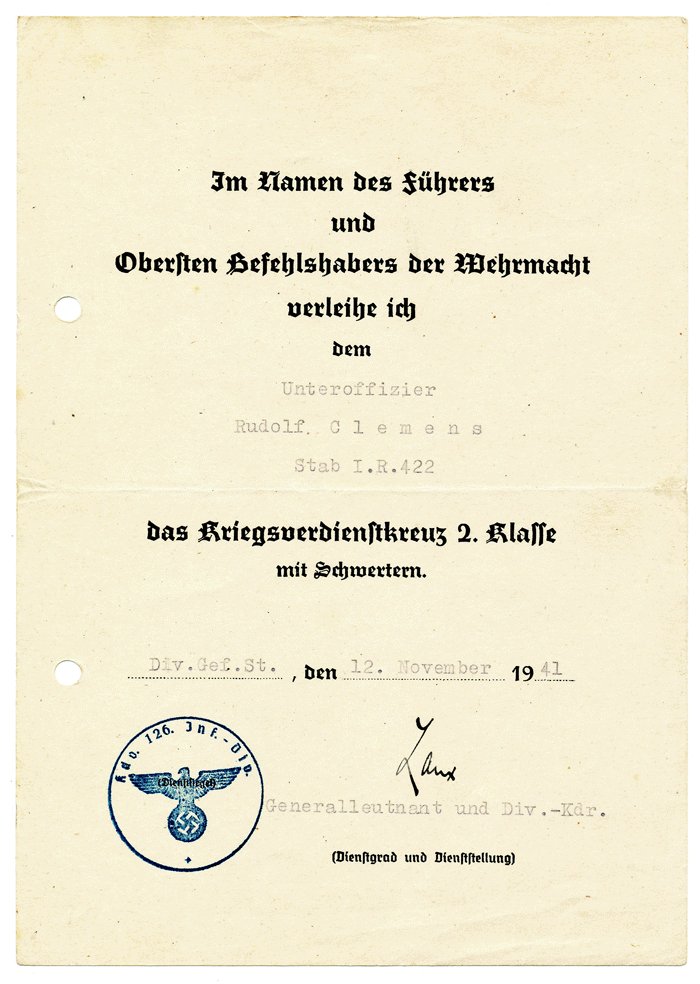 Im Namen des Führers
und
Obersten Befehlshabers der Wehrmacht
verleihe ich
dem
Unteroffizier
Rudolf C l e m e n s
Stab I.R.422
das Kriegsverdienstkreuz 2. Klasse
mit Schwertern.
Div.Gef.St. , den 12. November 1941
Kdo. 126. Inf.-Div.
(Dienstsiegel)
Laux
Generalleutnant und Div.-Kdr.
(Dienstgrad und Dienststellung)